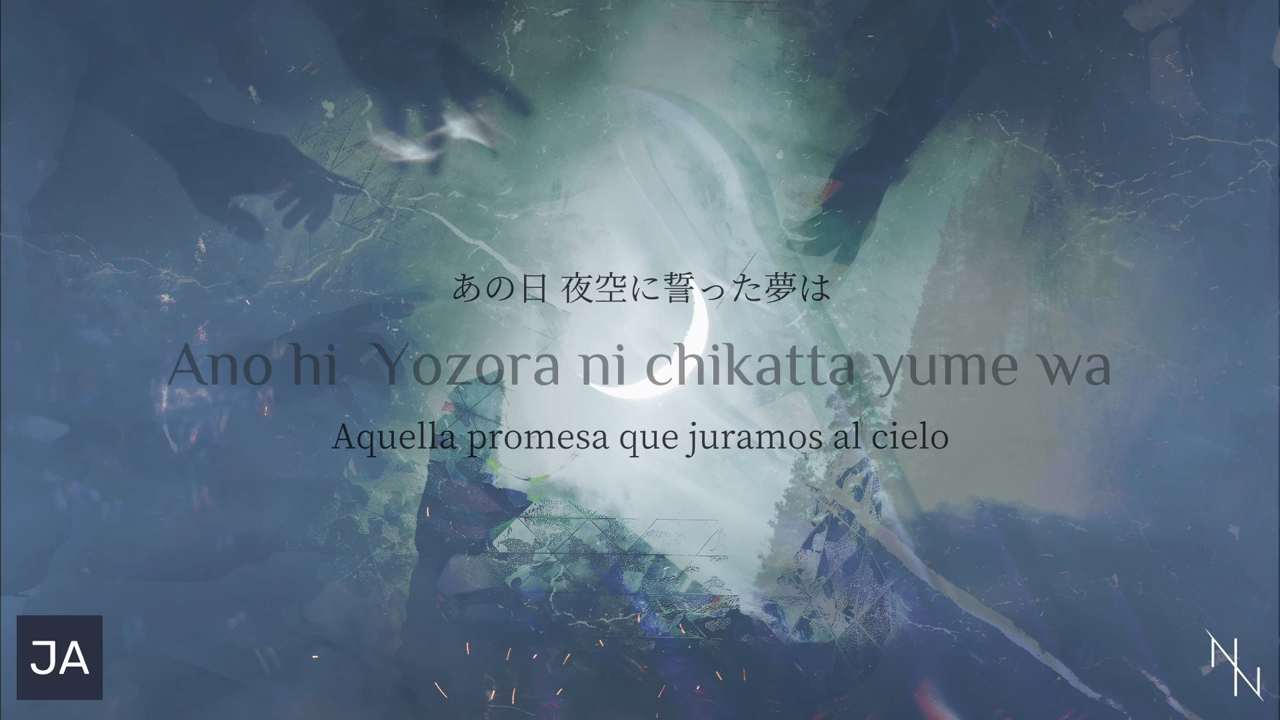 あの日 夜空に誓った夢は
Ano hi Yozora ni chikatta yume wa
Aquella promesa que juramos al cielo
JA
NN